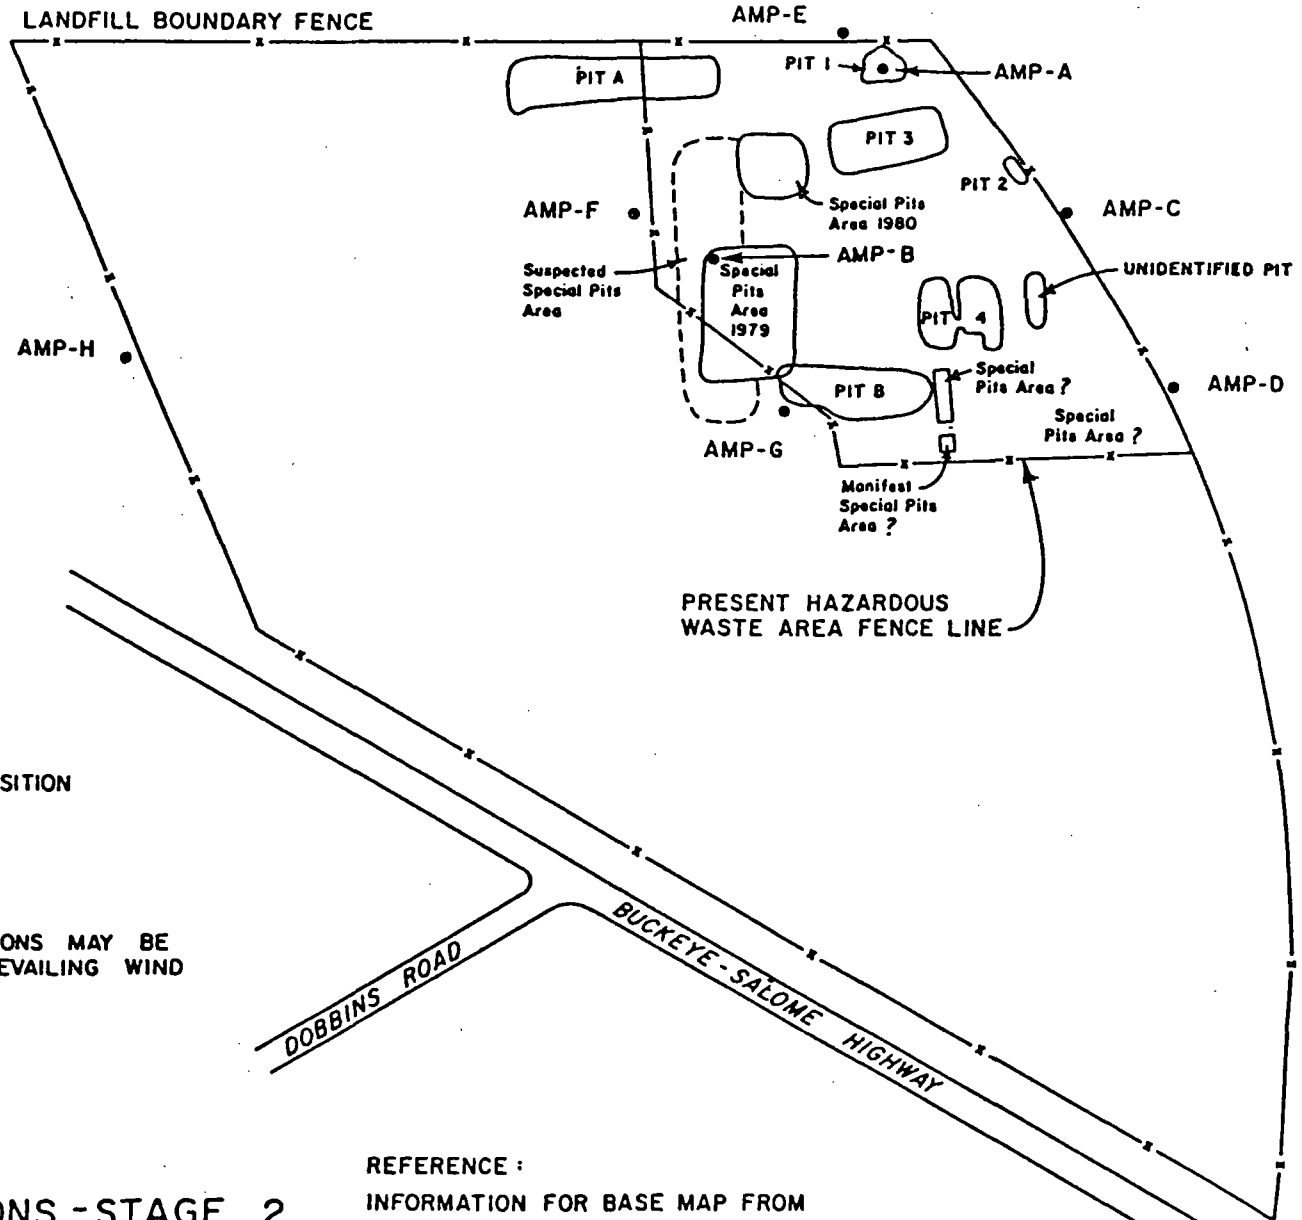 LANDFILL BOUNDARY FENCE
AMP-E
PIT A
PIT 1
AMP-A
PIT 3
PIT 2
AMP-F
Special Pits
Area 1980
AMP-C
AMP-B
Suspected
Special Pits
Area
Special
Pits
Area
1979
UNIDENTIFIED PIT
PIT 4
AMP-H
Special
Pits Area ?
PIT B
AMP-D
Special
Pits Area ?
AMP-G
Manifest
Special Pits
Area ?
PRESENT HAZARDOUS
WASTE AREA FENCE LINE
SITION
ONS MAY BE
EVAILING WIND
DOBBINS ROAD
BUCKEYE-SALOME HIGHWAY
REFERENCE :
INFORMATION FOR BASE MAP FROM
ONS - STAGE 2